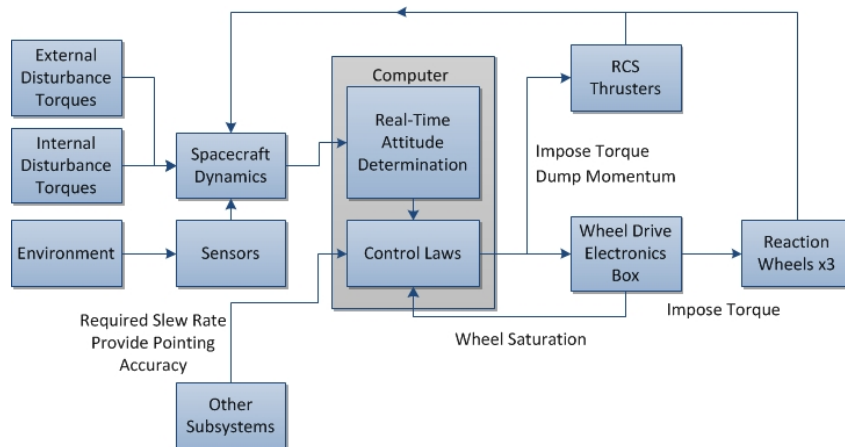 External
Disturbance
Torques
Internal
Disturbance
Torques
Environment
Spacecraft
Dynamics
Sensors
Computer
Real-Time
Attitude
Determination
Control Laws
RCS
Thrusters
Impose Torque
Dump Momentum
Wheel Drive
Electronics
Box
Reaction
Wheels x3
Impose Torque
Wheel Saturation
Required Slew Rate
Provide Pointing
Accuracy
Other
Subsystems